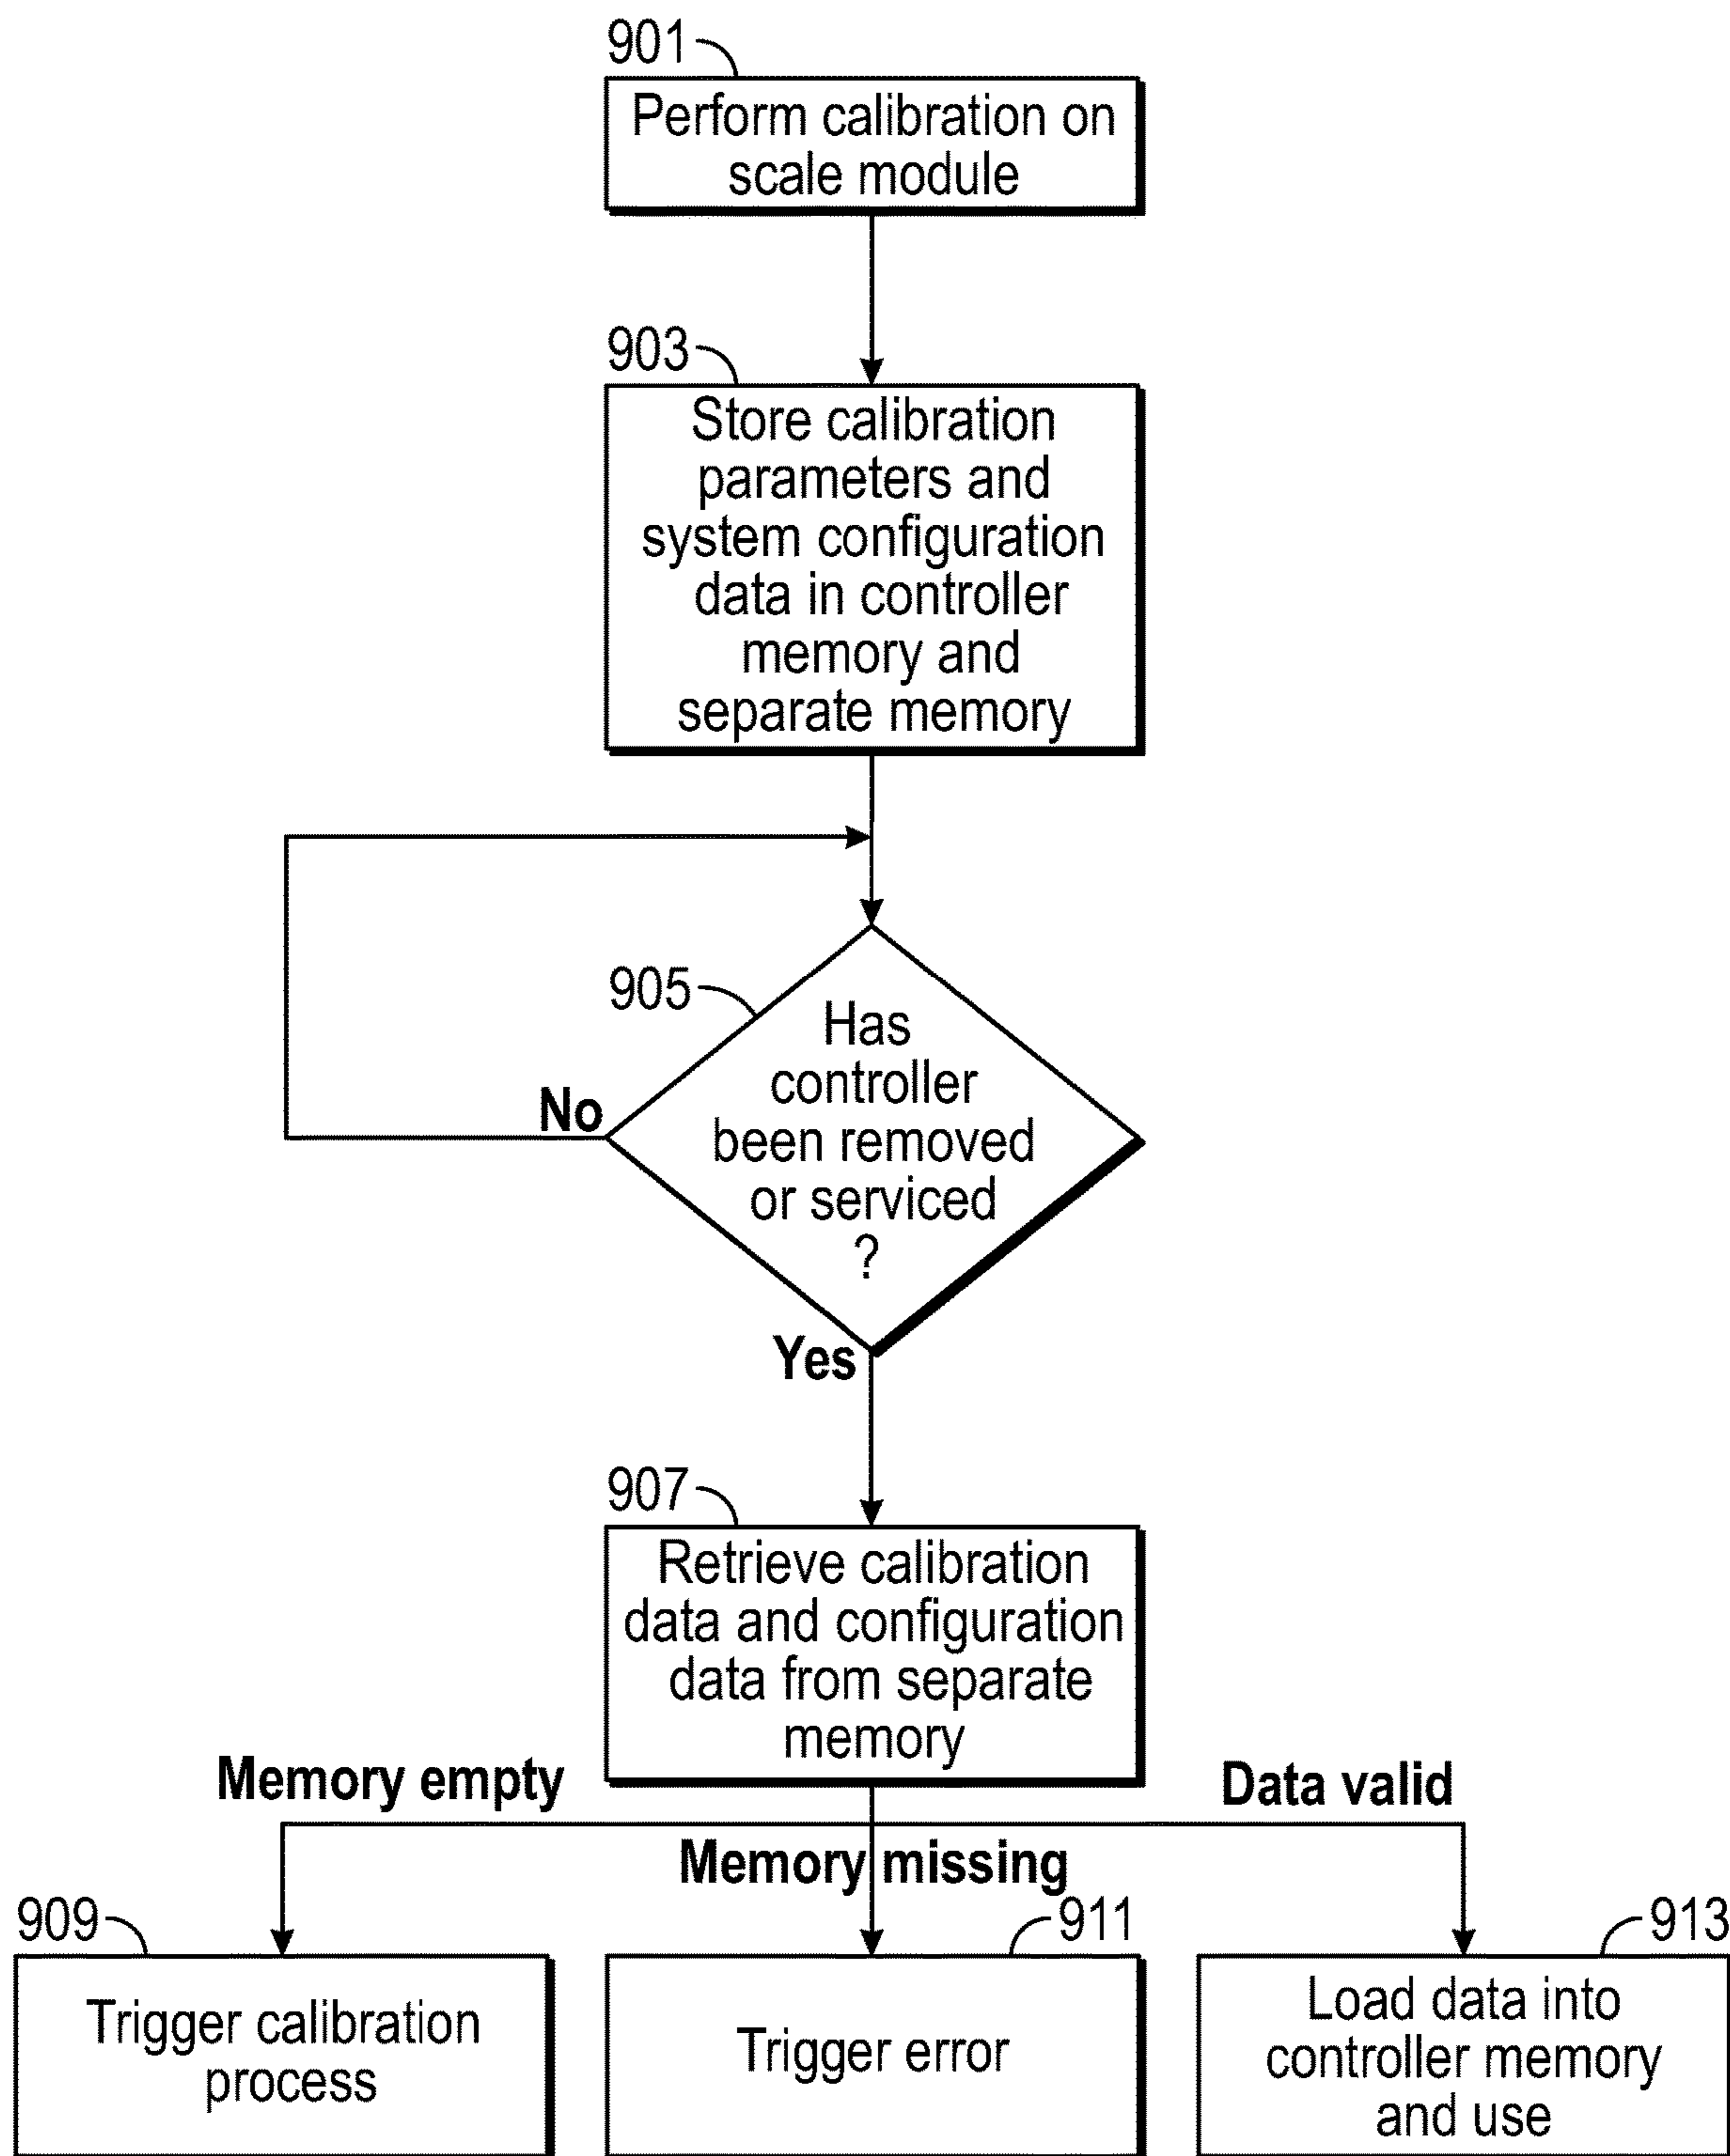 901
Perform calibration on
scale module
903
Store calibration
parameters and
system configuration
data in controller
memory and
separate memory
905
Has
controller
been removed
or serviced
?
No
Yes
907
Retrieve calibration
data and configuration
data from separate
memory
Memory empty
Memory missing
Data valid
909
Trigger calibration
process
911
Trigger error
913
Load data into
controller memory
and use